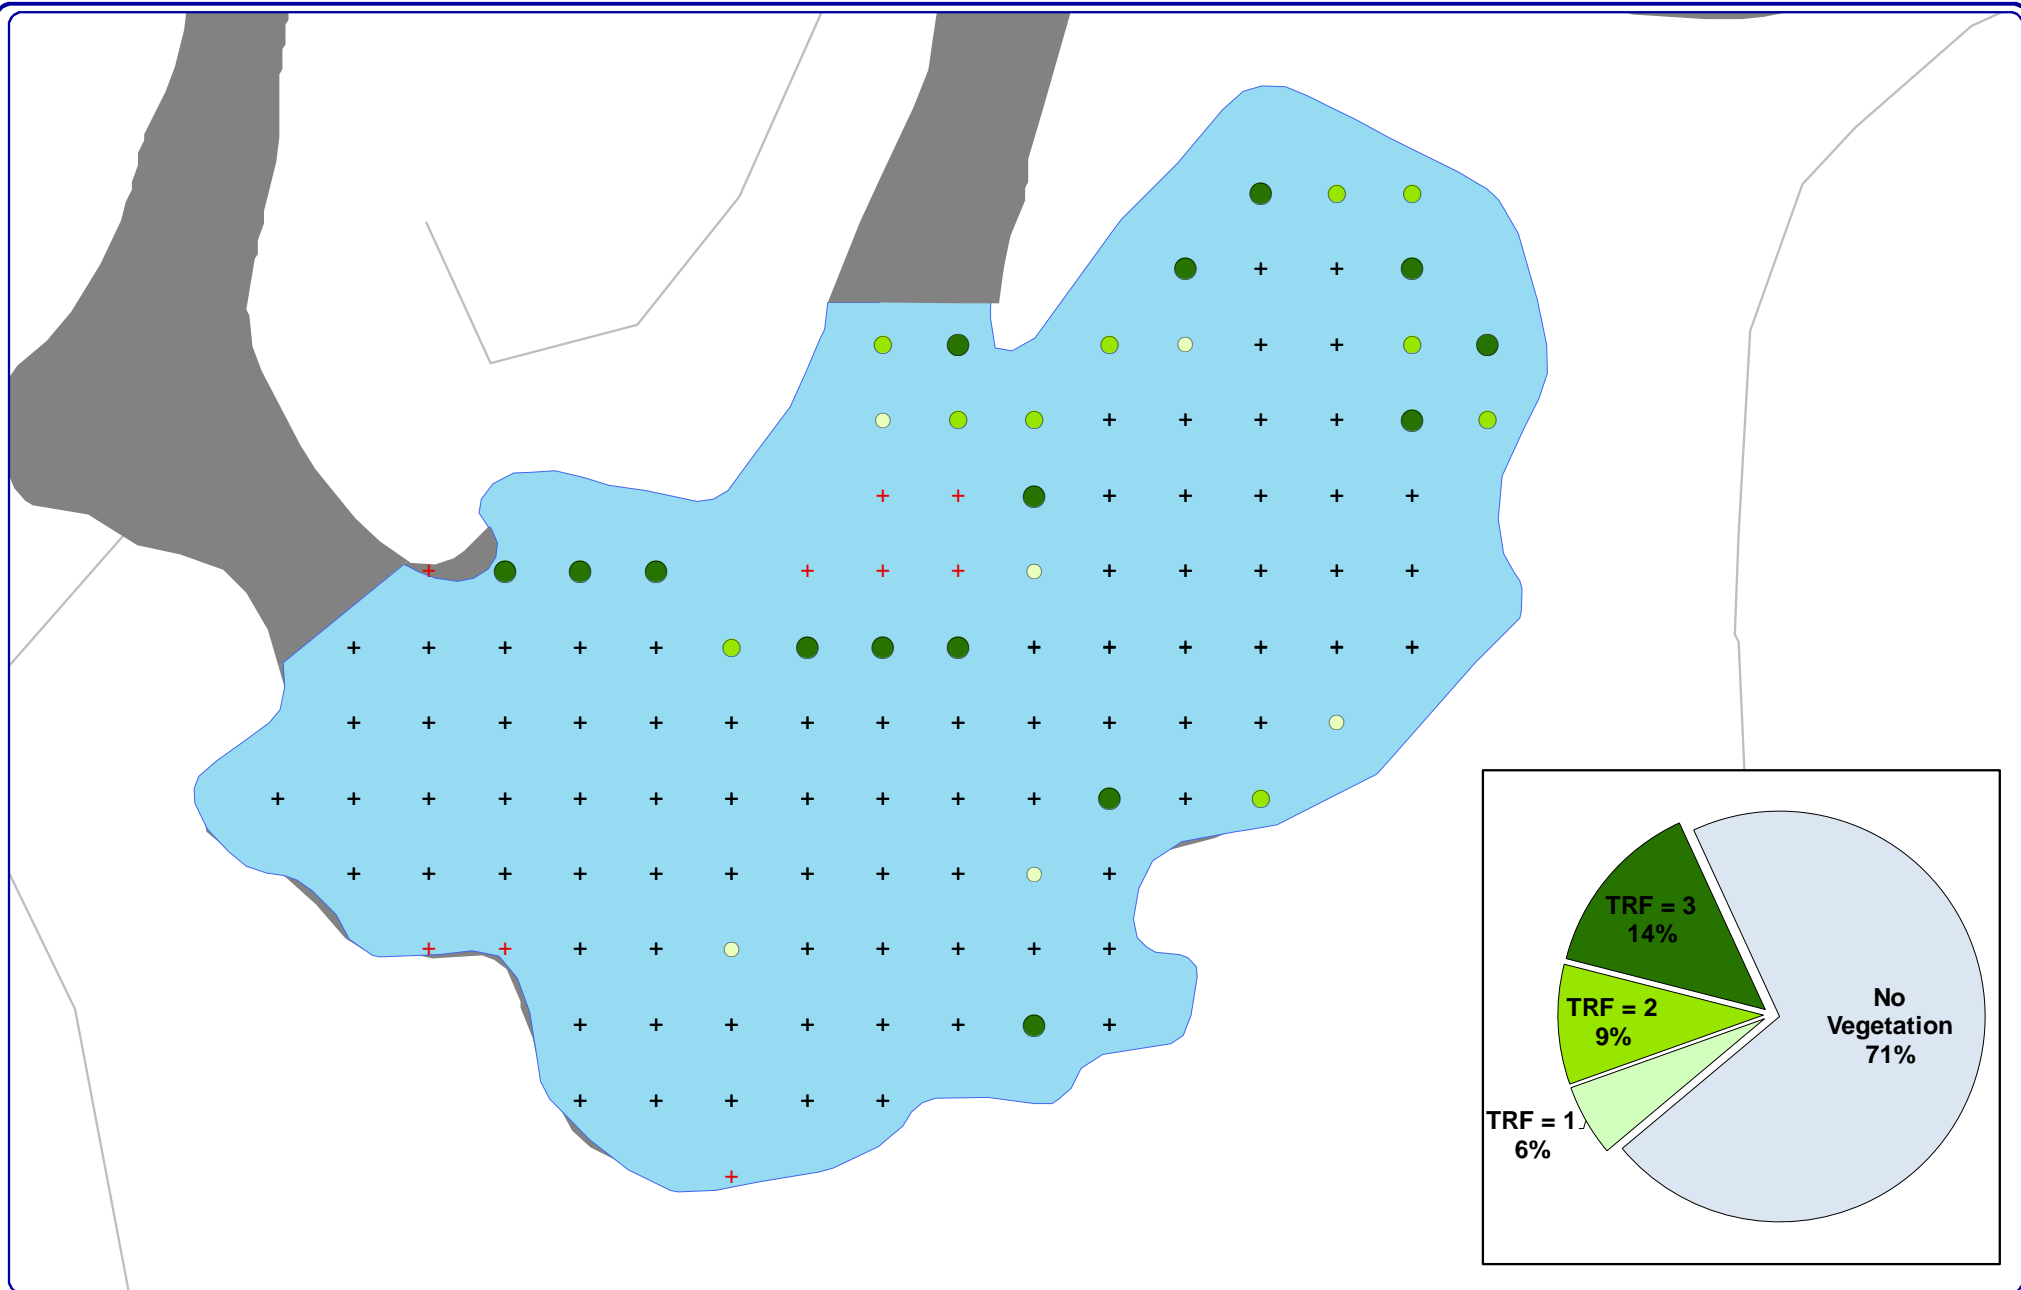 TRF = 3
14%
TRF = 2
9%
TRF = 1
6%
No
Vegetation
71%